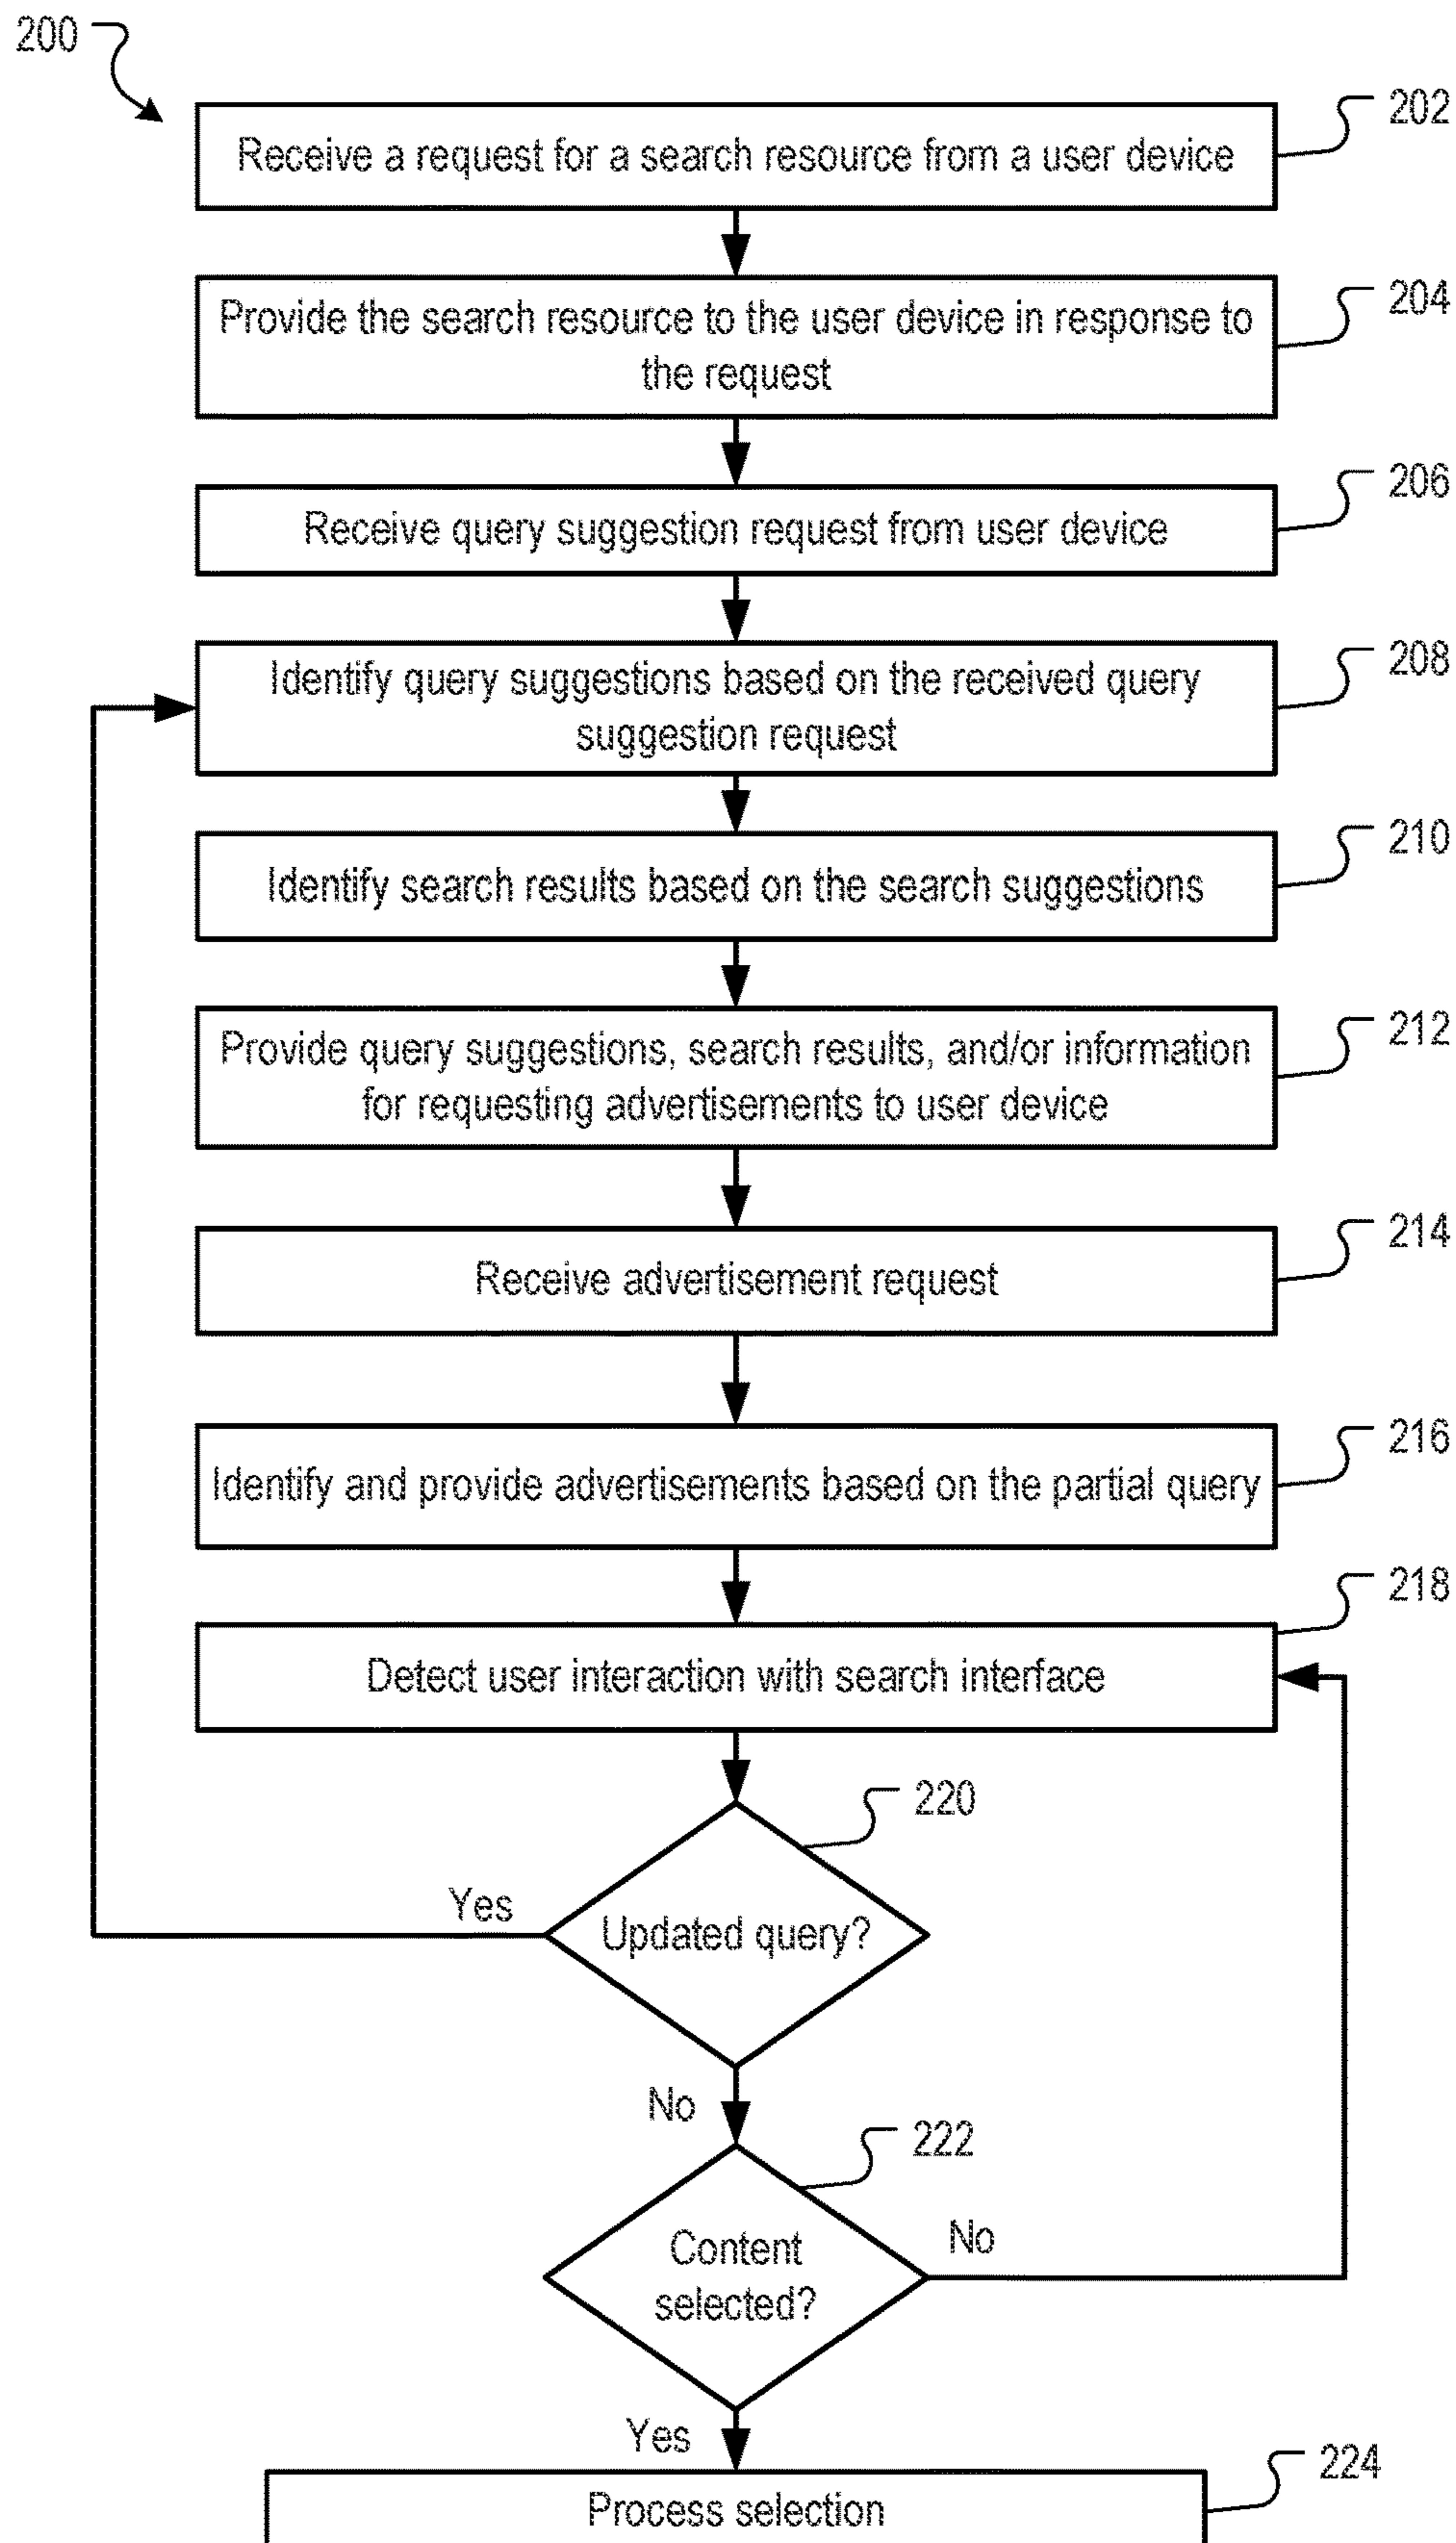 200
202
Receive a request for a search resource from a user device
204
Provide the search resource to the user device in response to
the request
206
Receive query suggestion request from user device
208
Identify query suggestions based on the received query
suggestion request
210
Identify search results based on the search suggestions
212
Provide query suggestions, search results, and/or information
for requesting advertisements to user device
214
Receive advertisement request
216
Identify and provide advertisements based on the partial query
218
Detect user interaction with search interface
220
Yes
Updated query?
No
222
Content
selected?
No
Yes
224
Process selection